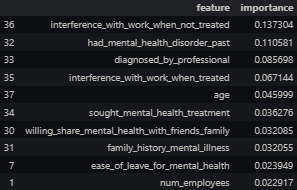 feature importance
36 interference_with_work_when_not_treated 0.137304
32 had_mental_health_disorder_past 0.110581
33 diagnosed_by_professional 0.085698
35 interference_with_work_when_treated 0.067144
37 age 0.045999
34 sought_mental_health_treatment 0.036276
30 willing_share_mental_health_with_friends_family 0.032085
31 family_history_mental_illness 0.032055
7 ease_of_leave_for_mental_health 0.023949
1 num_employees 0.022917